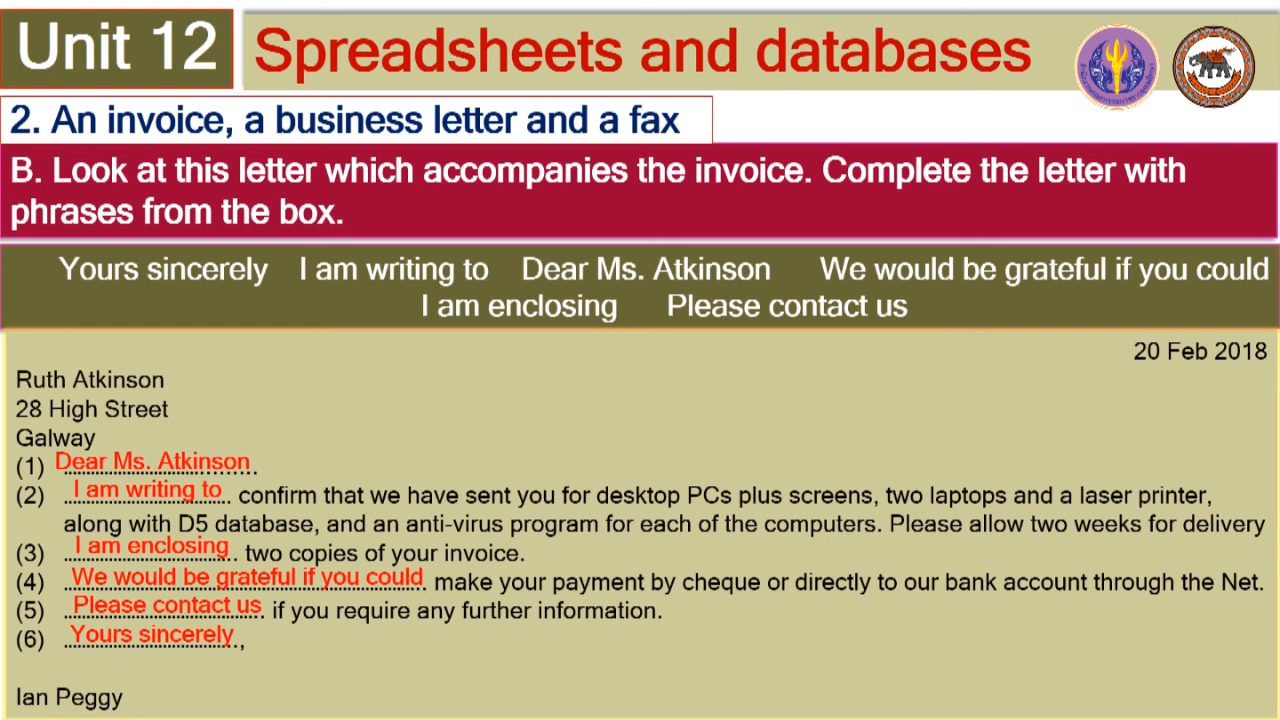 Unit 12
Spreadsheets and databases
2. An invoice, a business letter and a fax
B. Look at this letter which accompanies the invoice. Complete the letter with
phrases from the box.
Yours sincerely I am writing to Dear Ms. Atkinson We would be grateful if you could
I am enclosing Please contact us
20 Feb 2018
Ruth Atkinson
28 High Street
Galway
(1) Dear Ms. Atkinson
(2) I am writing to confirm that we have sent you for desktop PCs plus screens, two laptops and a laser printer,
along with D5 database, and an anti-virus program for each of the computers. Please allow two weeks for delivery
(3) I am enclosing two copies of your invoice.
(4) We would be grateful if you could make your payment by cheque or directly to our bank account through the Net.
(5) Please contact us if you require any further information.
(6) Yours sincerely,
Ian Peggy